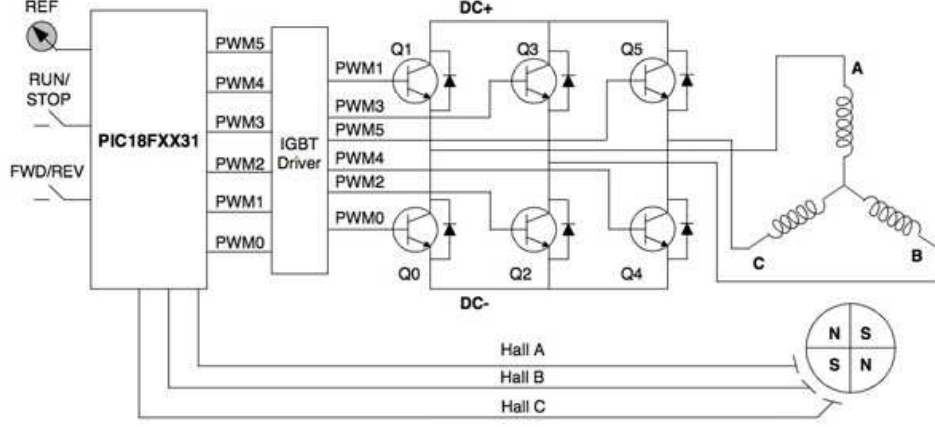 REF
DC+
PWM5
Q1
Q3
Q5
PWM1
A
RUN/
STOP
PWM4
PWM3
PIC18FXX31
PWM3
IGBT
Driver
PWM5
PWM4
FWD/REV
PWM2
PWM2
PWM1
PWM0
PWM0
C
B
Q0
Q2
Q4
DC-
N S
S N
Hall A
Hall B
Hall C